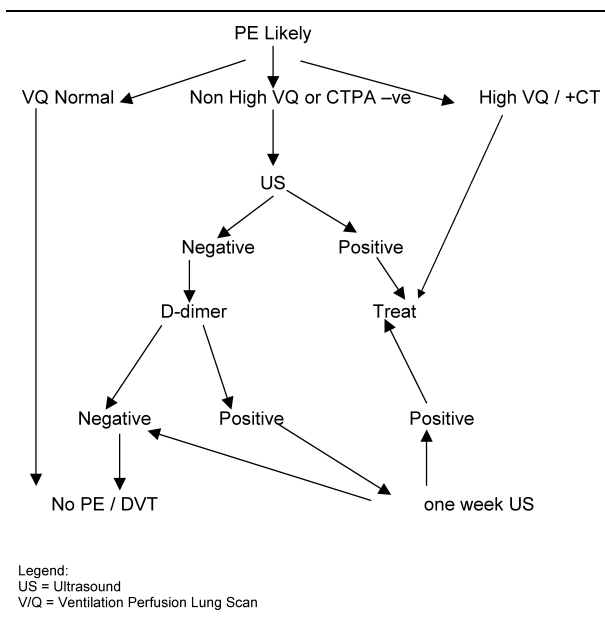 PE Likely
VQ Normal
Non High VQ or CTPA –ve
High VQ / +CT
US
Negative
Positive
D-dimer
Treat
Negative
Positive
Positive
No PE / DVT
one week US
Legend:
US = Ultrasound
V/Q = Ventilation Perfusion Lung Scan